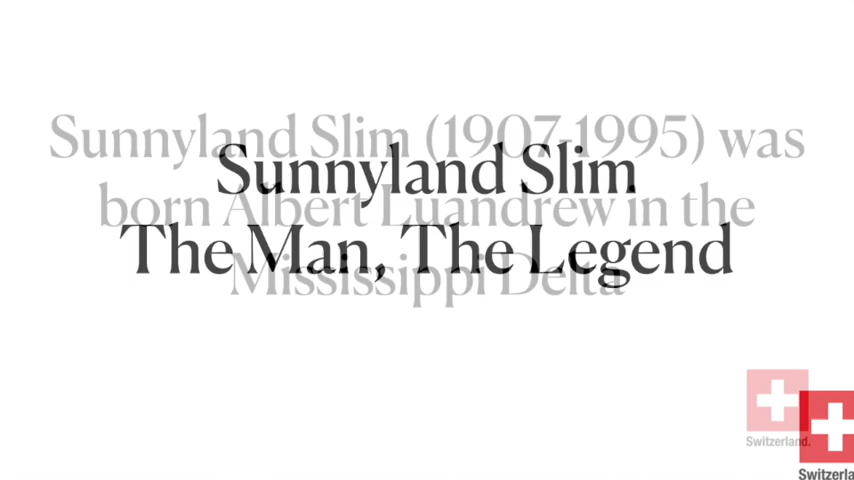 Sunnyland Slim (1907-1995) was
born Albert Luandrew in the
Mississippi Delta
Sunnyland Slim
The Man, The Legend
Switzerland.
Switzerla